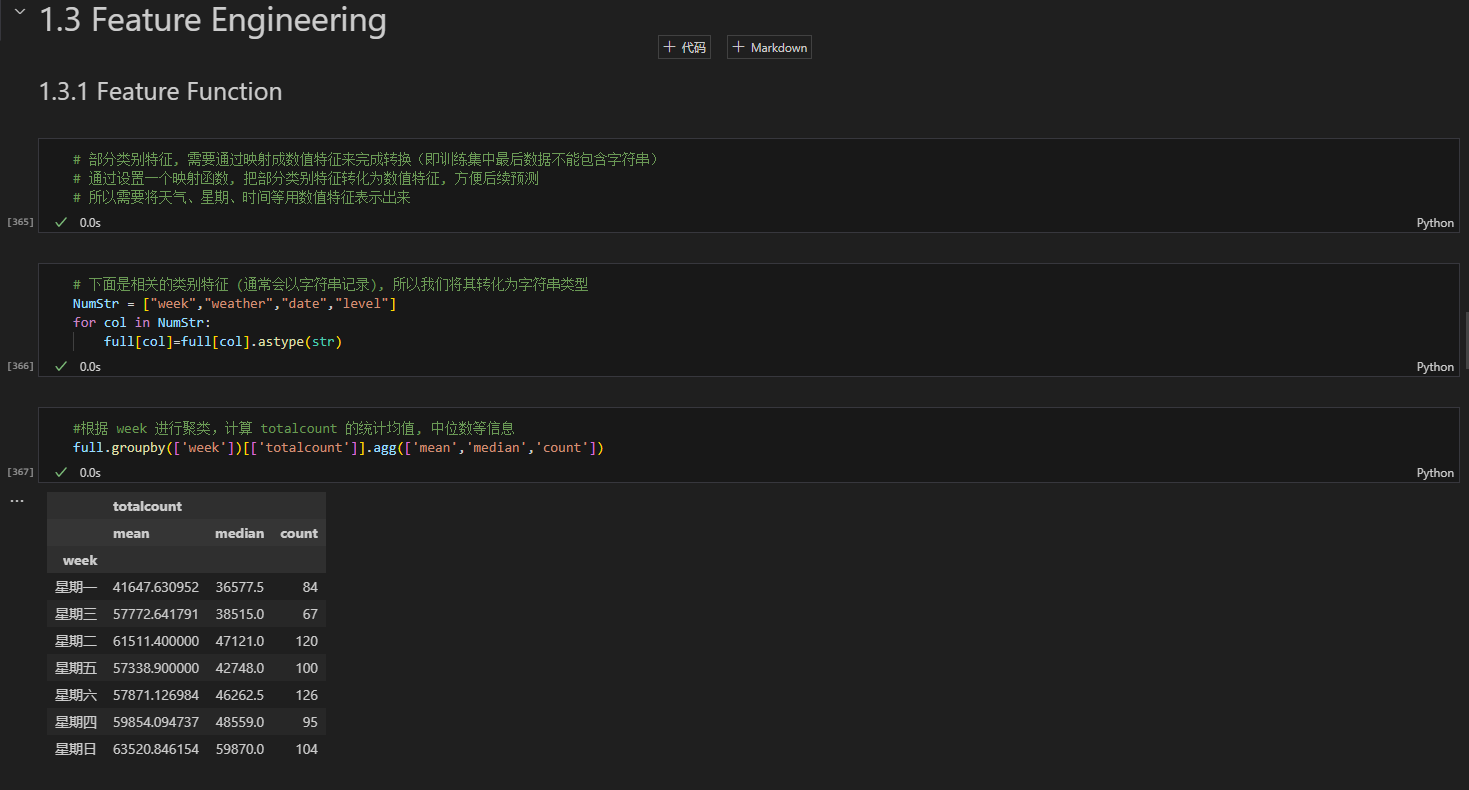 1.3 Feature Engineering
+ 代码 + Markdown
1.3.1 Feature Function
# 部分类别特征, 需要通过映射成数值特征来完成转换（即训练集中最后数据不能包含字符串）
# 通过设置一个映射函数, 把部分类别特征转化为数值特征, 方便后续预测
# 所以需要将天气、星期、时间等用数值特征表示出来
[365] ✓ 0.0s Python
# 下面是相关的类别特征 (通常会以字符串记录), 所以我们将其转化为字符串类型
NumStr = ["week","weather","date","level"]
for col in NumStr:
full[col]=full[col].astype(str)
[366] ✓ 0.0s Python
#根据 week 进行聚类, 计算 totalcount 的统计均值, 中位数等信息
full.groupby(['week'])[['totalcount']].agg(['mean','median','count'])
[367] ✓ 0.0s Python
...
totalcount
mean median count
week
星期一 41647.630952 36577.5 84
星期三 57772.641791 38515.0 67
星期二 61511.400000 47121.0 120
星期五 57338.900000 42748.0 100
星期六 57871.126984 46262.5 126
星期四 59854.094737 48559.0 95
星期日 63520.846154 59870.0 104